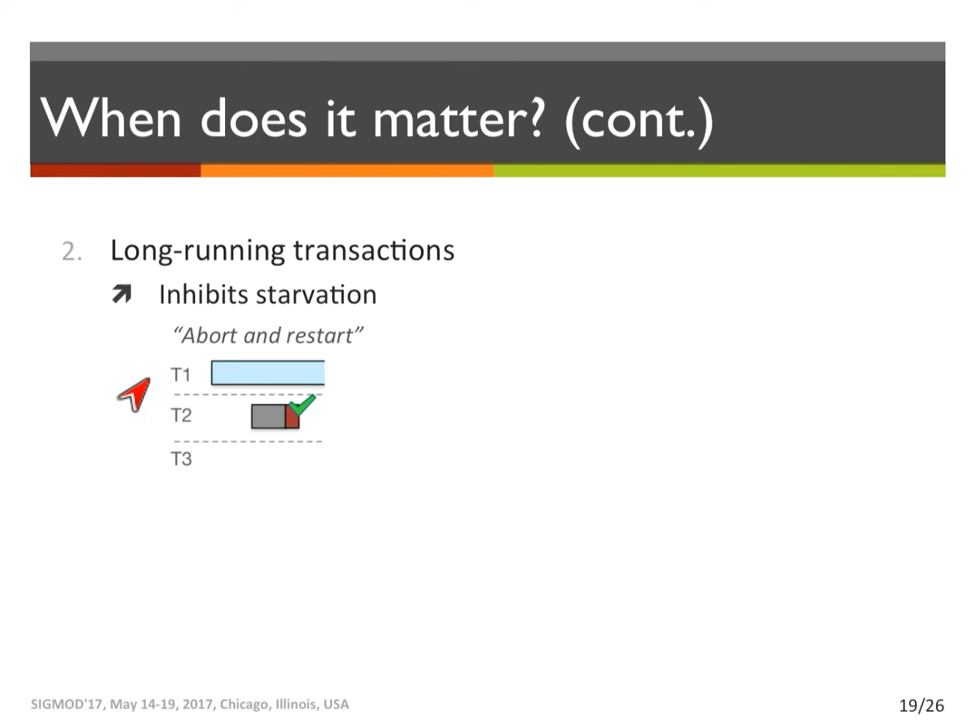 When does it matter? (cont.)
2. Long-running transactions
Inhibits starvation
“Abort and restart”
T1
T2
T3
SIGMOD'17, May 14-19, 2017, Chicago, Illinois, USA
19/26